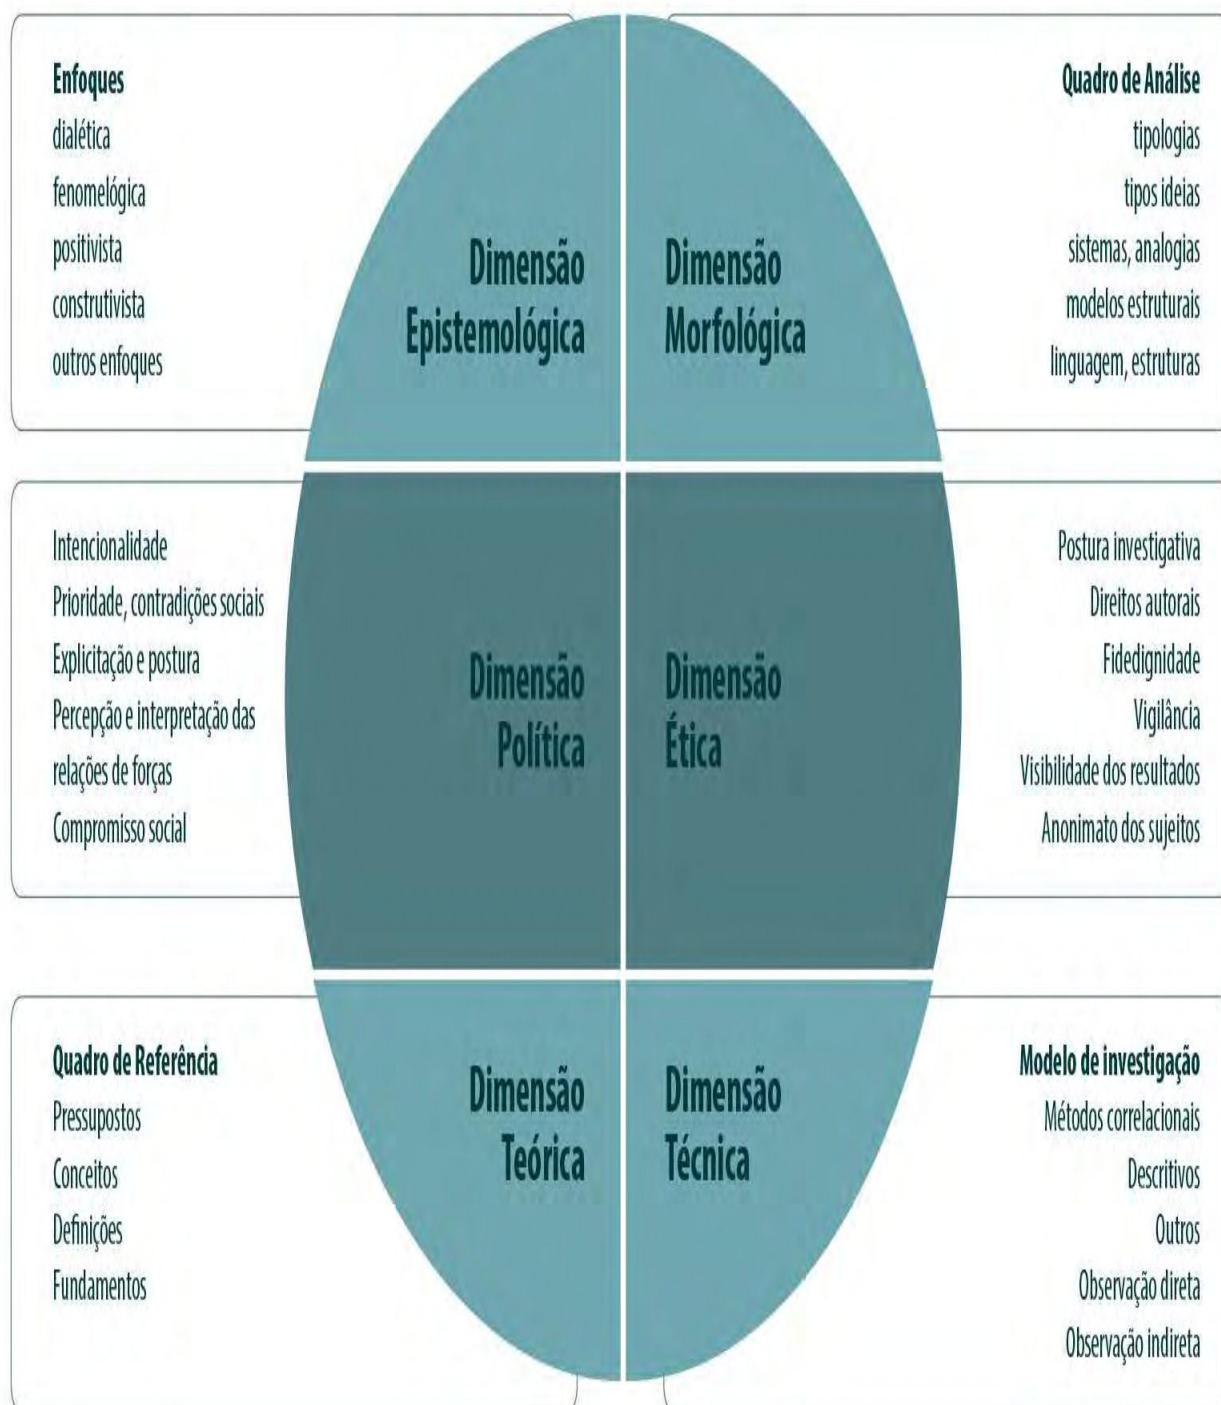 Enfoques
dialética
fenomelógica
positivista
construtivista
outros enfoques
Dimensão
Epistemológica
Dimensão
Morfológica
Quadro de Análise
tipologias
tipos ideias
sistemas, analogias
modelos estruturais
linguagem, estruturas
Intencionalidade
Prioridade, contradições sociais
Explicitação e postura
Percepção e interpretação das
relações de forças
Compromisso social
Dimensão
Política
Dimensão
Ética
Postura investigativa
Direitos autorais
Fidedignidade
Vigilância
Visibilidade dos resultados
Anonimato dos sujeitos
Quadro de Referência
Pressupostos
Conceitos
Definições
Fundamentos
Dimensão
Teórica
Dimensão
Técnica
Modelo de investigação
Métodos correlacionais
Descritivos
Outros
Observação direta
Observação indireta